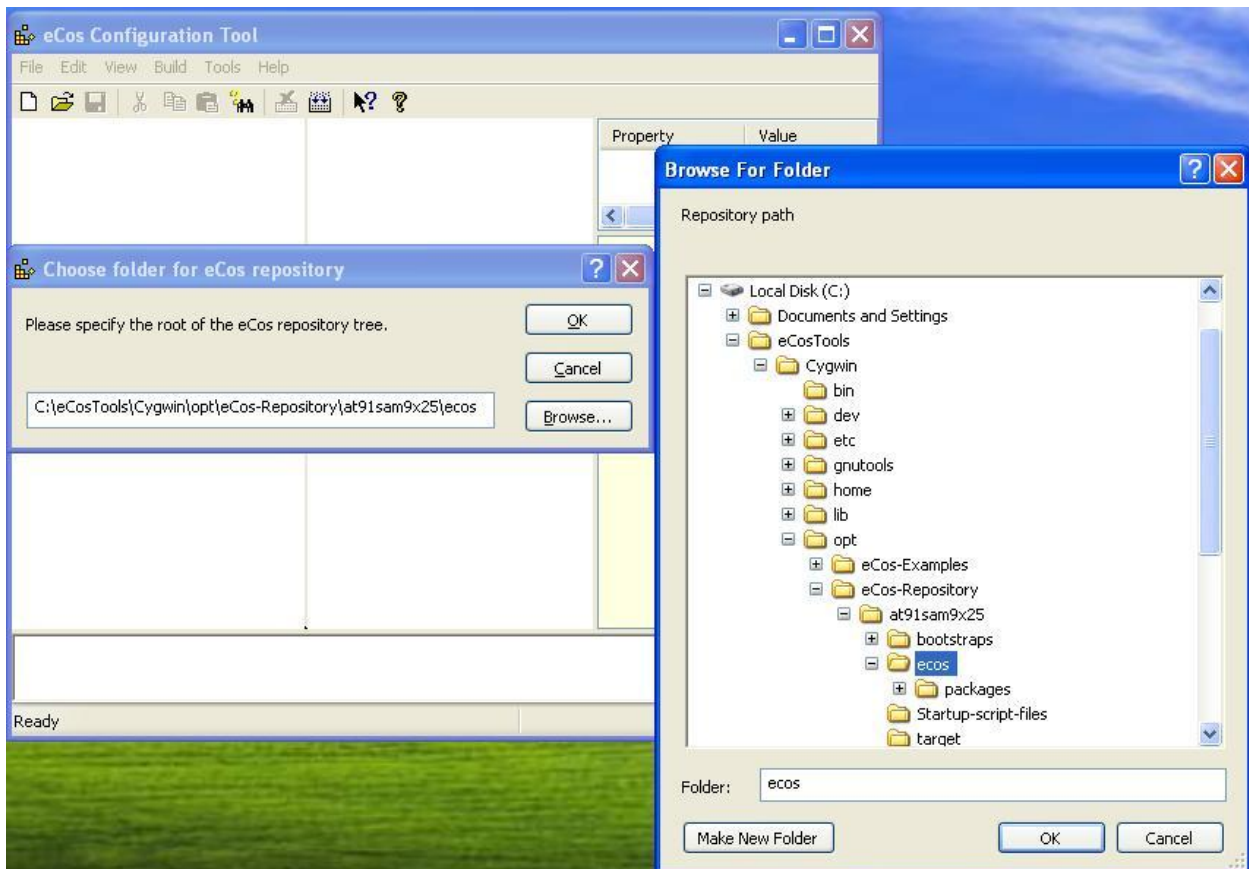 eCos Configuration Tool
File Edit View Build Tools Help
Property Value
Choose folder for eCos repository
Please specify the root of the eCos repository tree.
OK
Cancel
C:\eCosTools\Cygwin\opt\eCos-Repository\at91sam9x25\ecos
Browse...
Ready
Browse For Folder
Repository path
Local Disk (C:)
Documents and Settings
eCosTools
Cygwin
bin
dev
etc
gnutools
home
lib
opt
eCos-Examples
eCos-Repository
at91sam9x25
bootstraps
ecos
packages
Startup-script-files
target
Folder: ecos
Make New Folder OK Cancel